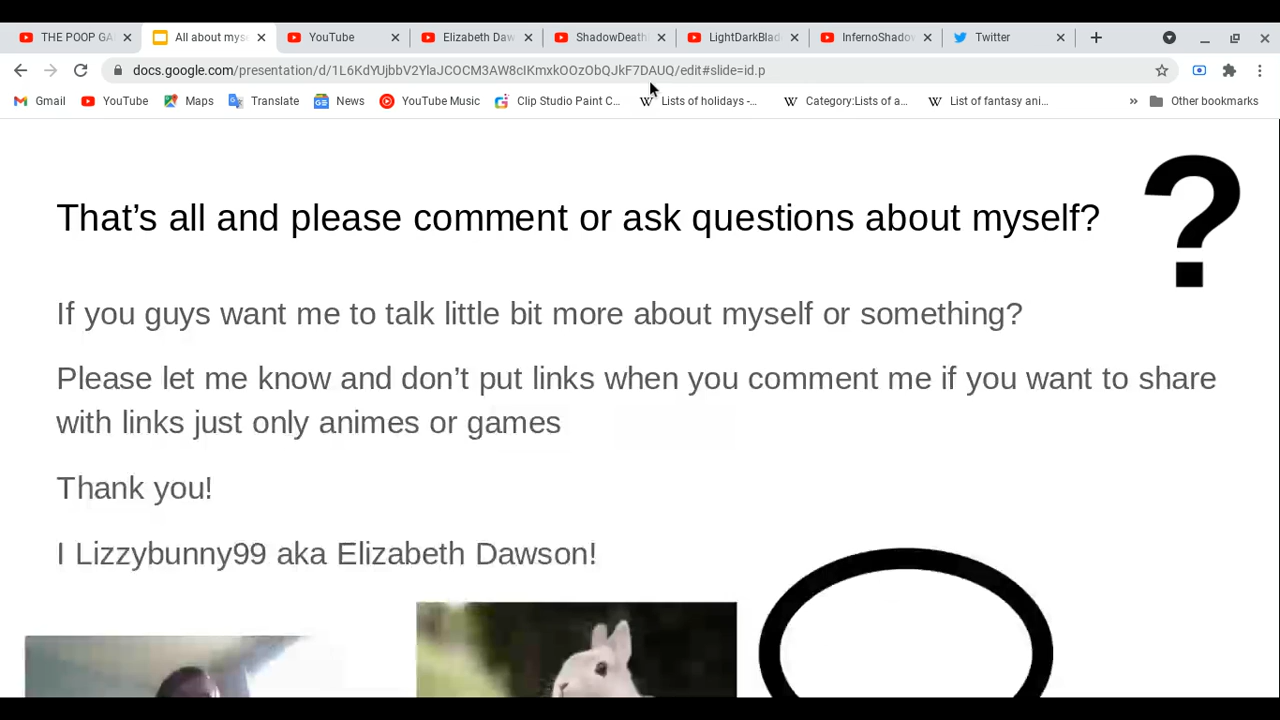 THE POOP GA
All about myse
YouTube
Elizabeth Daw
ShadowDeath
LightDarkBlad
InfernoShado
Twitter
docs.google.com/presentation/d/1L6KdYUjbbV2YlaJCOCM3AW8cIKmxkOOzObQJkF7DAUQ/edit#slide=id.p
Gmail
YouTube
Maps
Translate
News
YouTube Music
Clip Studio Paint C...
Lists of holidays -...
Category:Lists of a...
List of fantasy ani...
Other bookmarks
That’s all and please comment or ask questions about myself?
?
If you guys want me to talk little bit more about myself or something?
Please let me know and don’t put links when you comment me if you want to share
with links just only animes or games
Thank you!
I Lizzybunny99 aka Elizabeth Dawson!